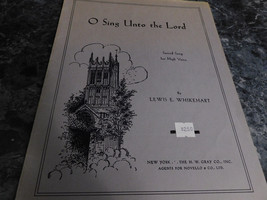 O Sing Unto the Lord
Sacred Song
for High Voice
by
LEWIS E. WHIKEHART
NEW YORK : THE H. W. GRAY CO., INC.
AGENTS FOR NOVELLO & CO., LTD.